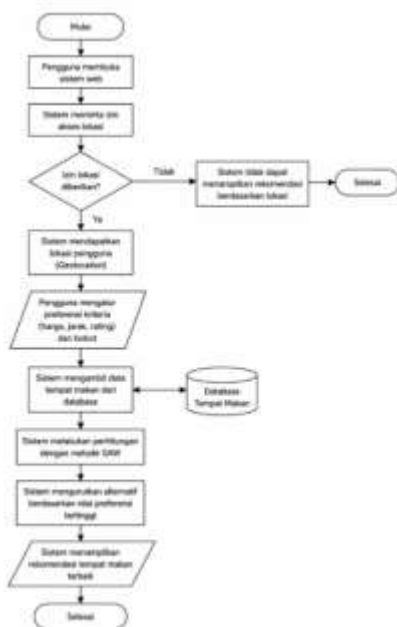 Mulai
Pengguna membuka
sistem web
Sistem meminta izin
akses lokasi
Izin lokasi
diberikan?
Tidak
Sistem tidak dapat
menampilkan rekomendasi
berdasarkan lokasi
Selesai
Ya
Sistem mendapatkan
lokasi pengguna
(Geolocation)
Pengguna mengatur
preferensi kriteria
(harga, jarak, rating)
dan bobot
Sistem mengambil data
tempat makan dari
database
Database
Tempat Makan
Sistem melakukan perhitungan
dengan metode SAW
Sistem mengurutkan alternatif
berdasarkan nilai preferensi
tertinggi
Sistem menampilkan
rekomendasi tempat makan
terbaik
Selesai